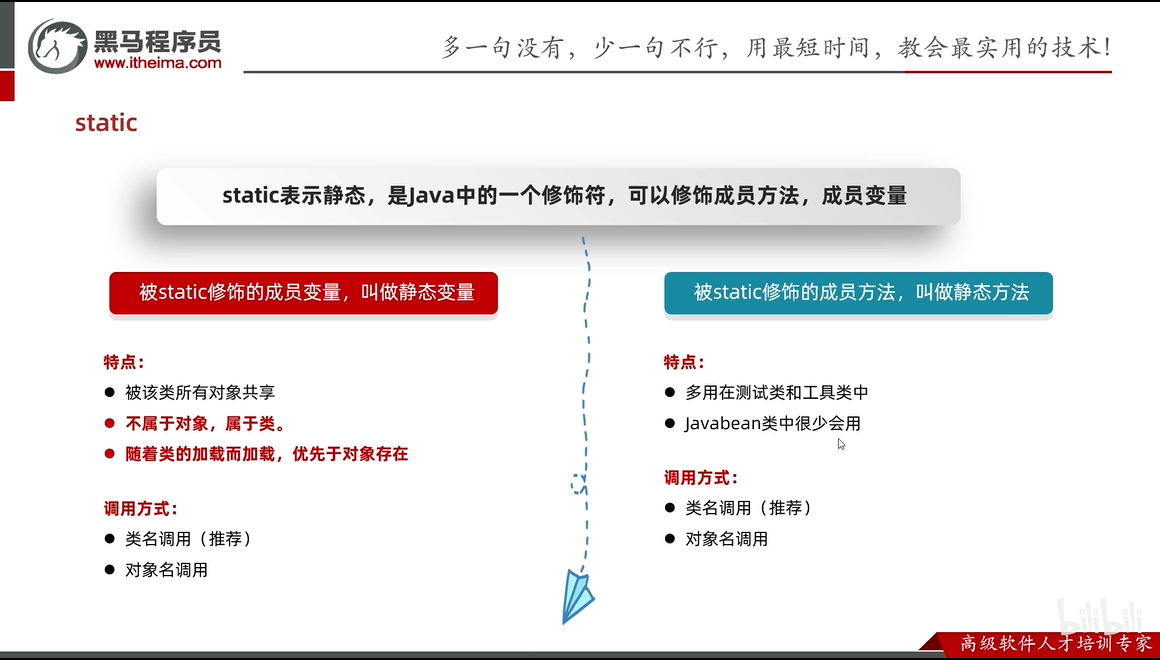 黑马程序员
www.itheima.com
多一句没有，少一句不行，用最短时间，教会最实用的技术！
static
static表示静态，是Java中的一个修饰符，可以修饰成员方法，成员变量
被static修饰的成员变量，叫做静态变量
特点：
● 被该类所有对象共享
● 不属于对象，属于类。
● 随着类的加载而加载，优先于对象存在
调用方式：
● 类名调用（推荐）
● 对象名调用
被static修饰的成员方法，叫做静态方法
特点：
● 多用在测试类和工具类中
● Javabean类中很少会用
调用方式：
● 类名调用（推荐）
● 对象名调用
bilibili
高级软件人才培训专家